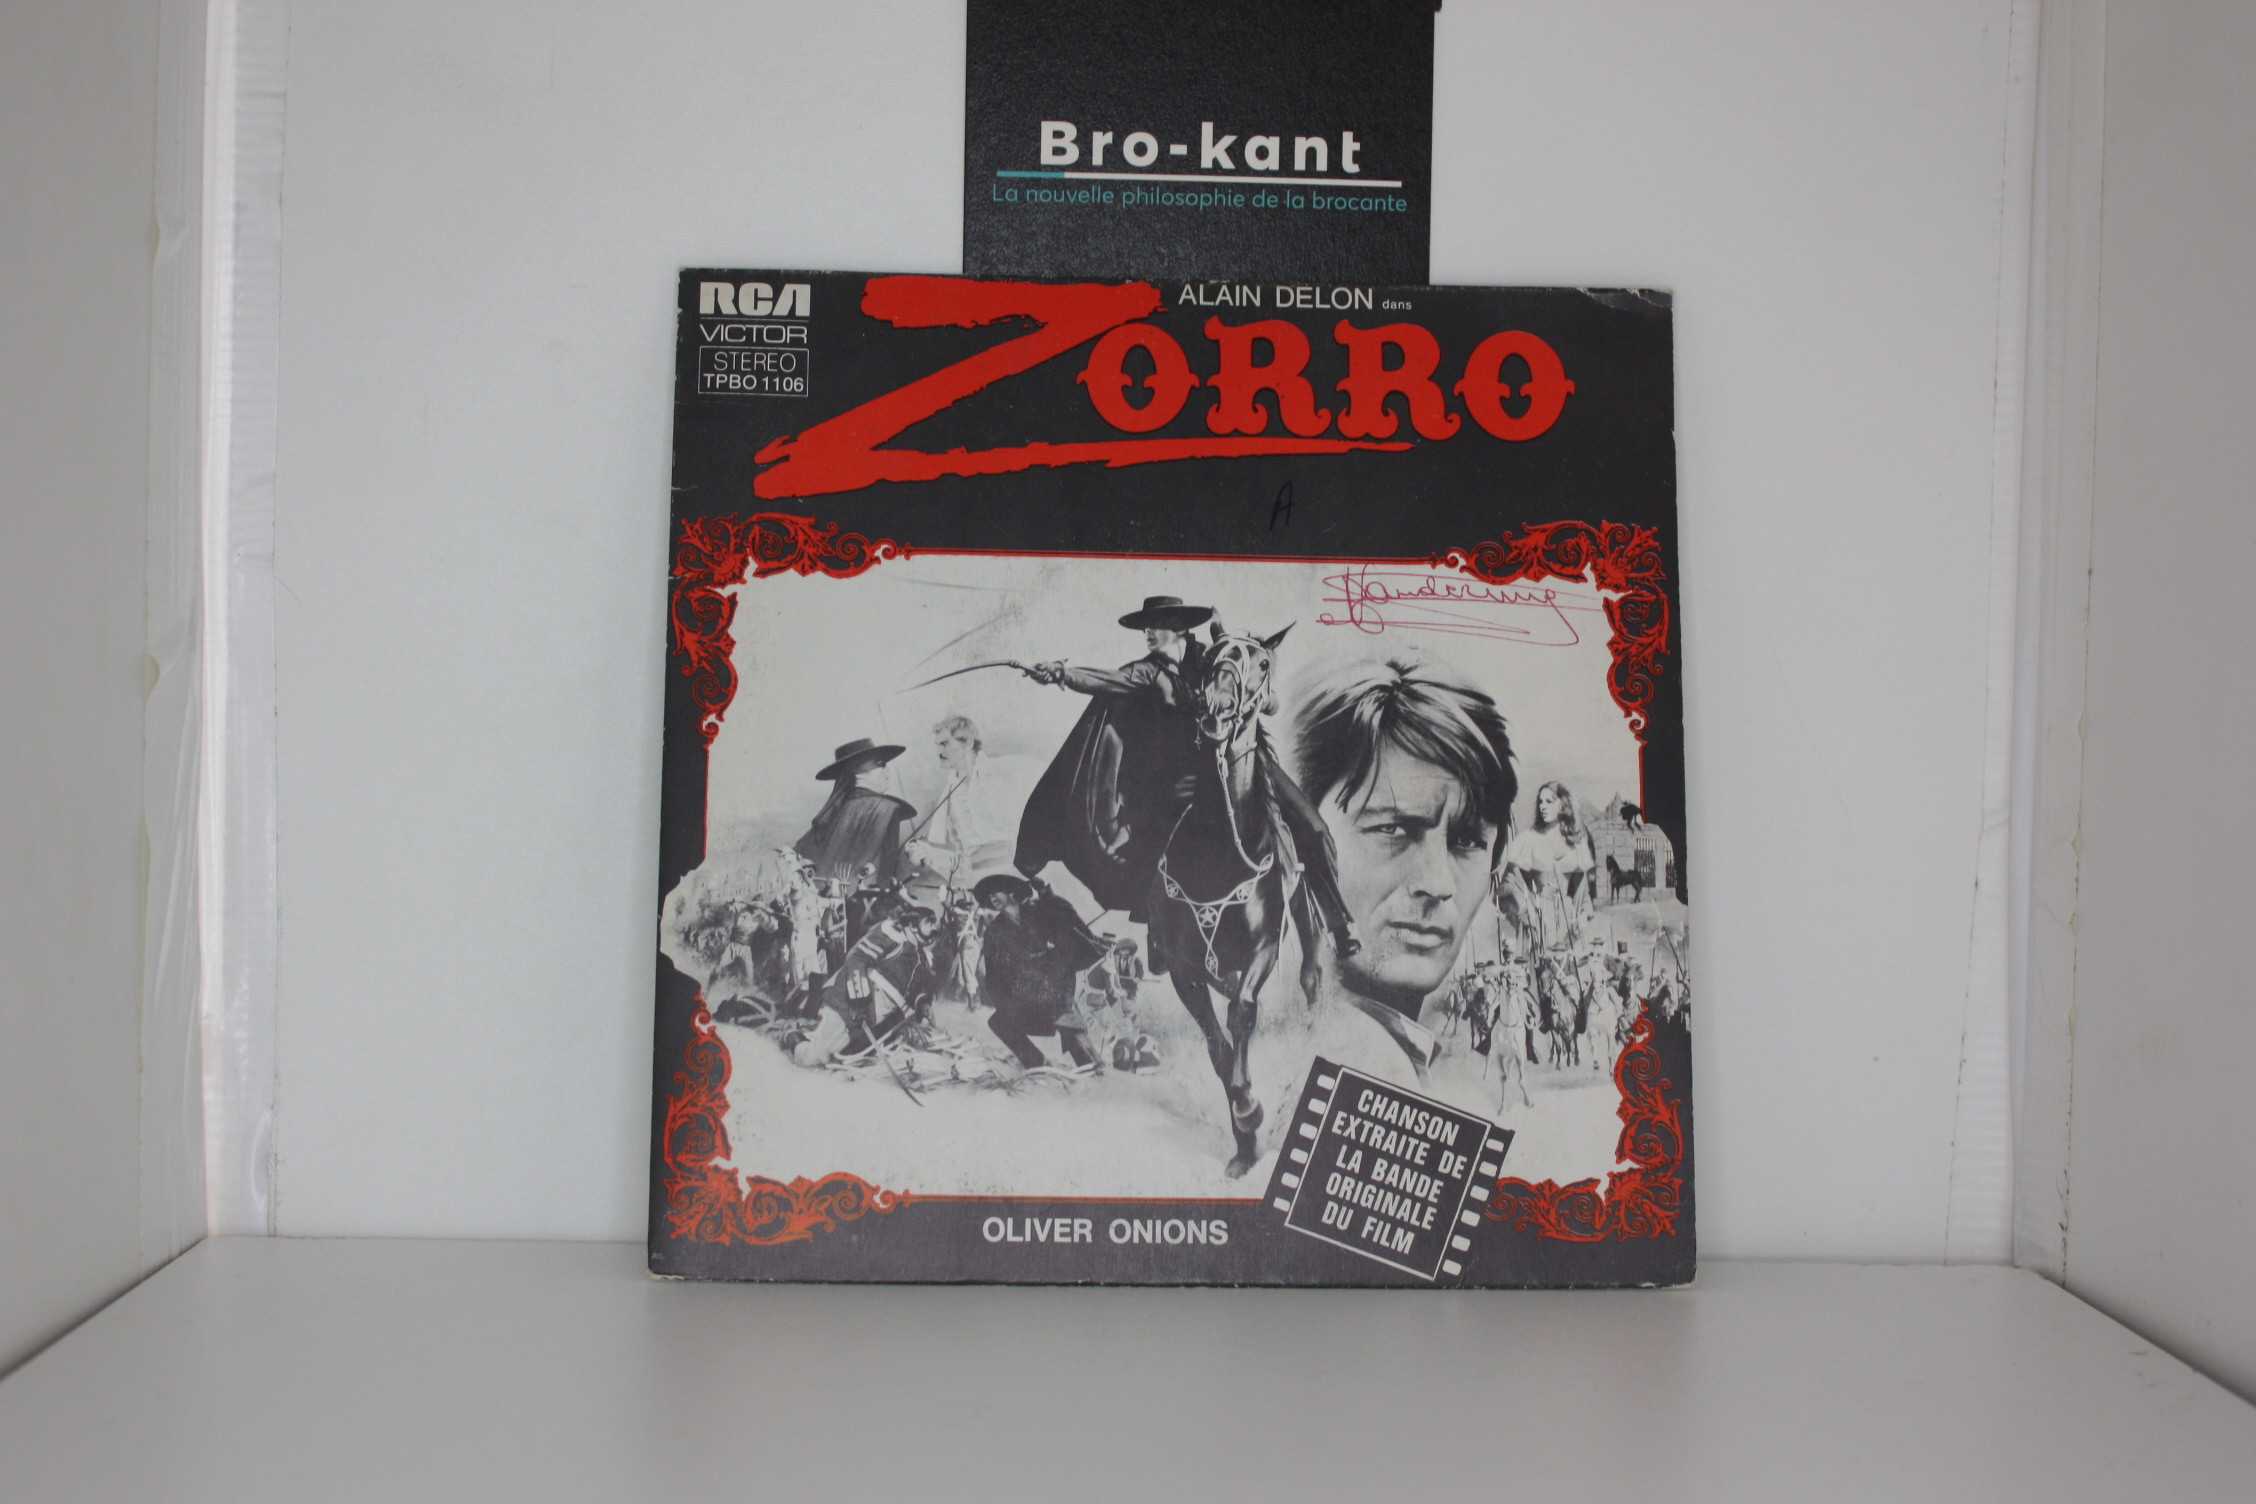 Bro-kant
La nouvelle philosophie de la brocante
RCA
VICTOR
STEREO
TPBO 1106
ALAIN DELON dans
ZORRO
A
CHANSON
EXTRAITE DE
LA BANDE
ORIGINALE
DU FILM
OLIVER ONIONS